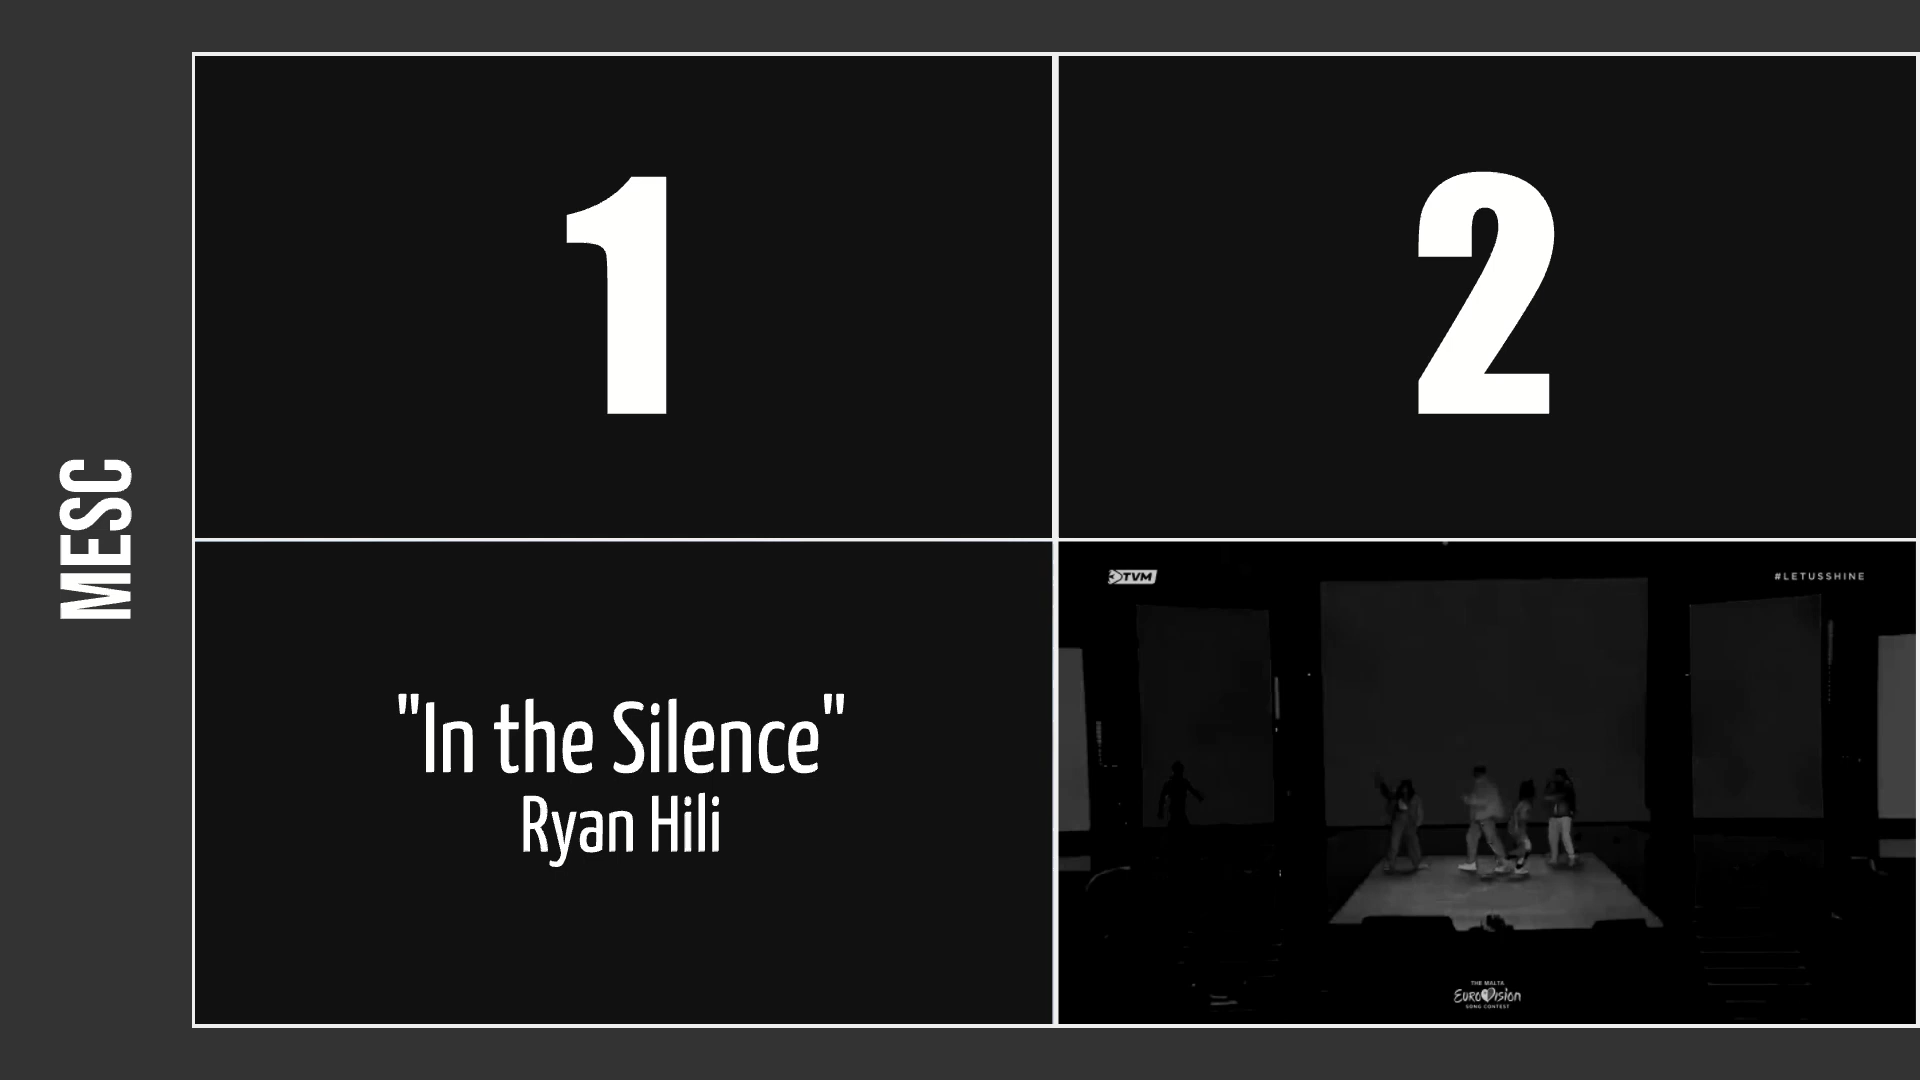 MESC
1
2
"In the Silence"
Ryan Hili
TVM
#LETUSSHINE
THE MALTA
EUROVISION
SONG CONTEST